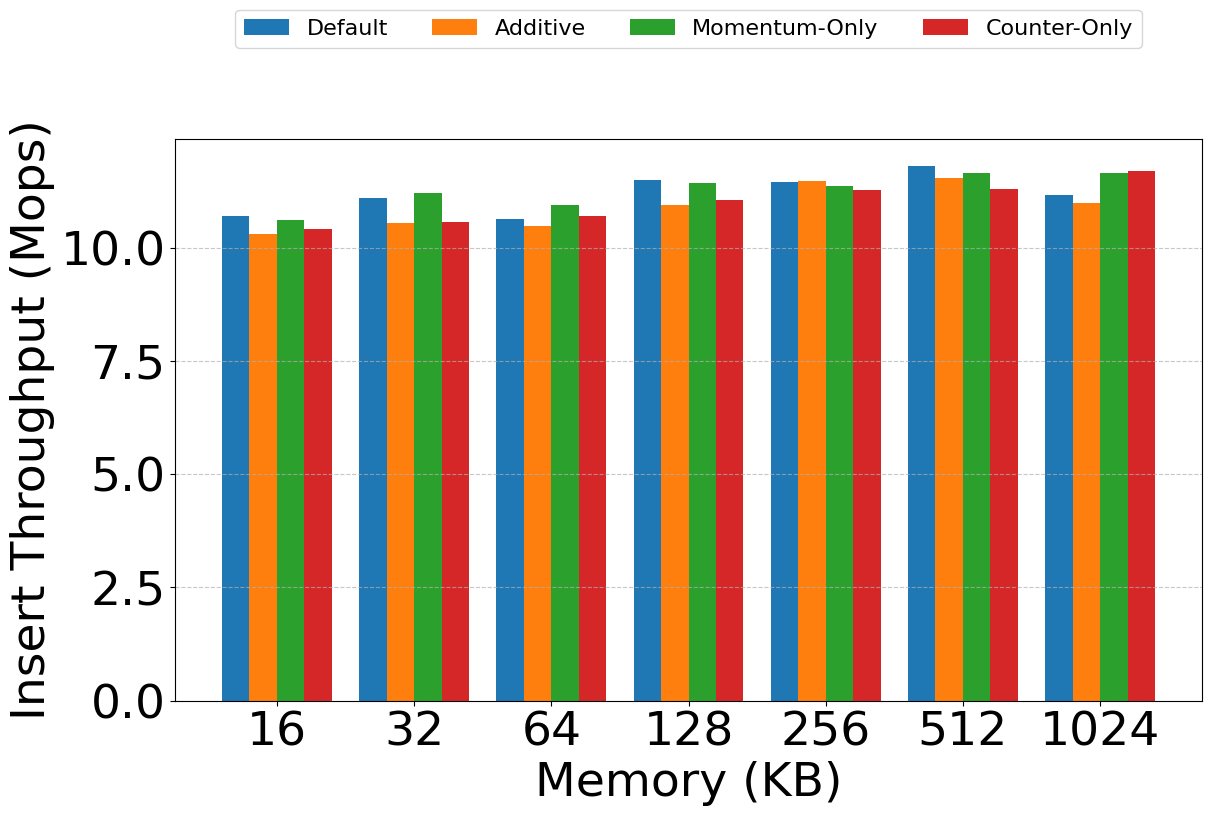 Default Additive Momentum-Only Counter-Only
Insert Throughput (Mops)
10.0
7.5
5.0
2.5
0.0
16 32 64 128 256 512 1024
Memory (KB)